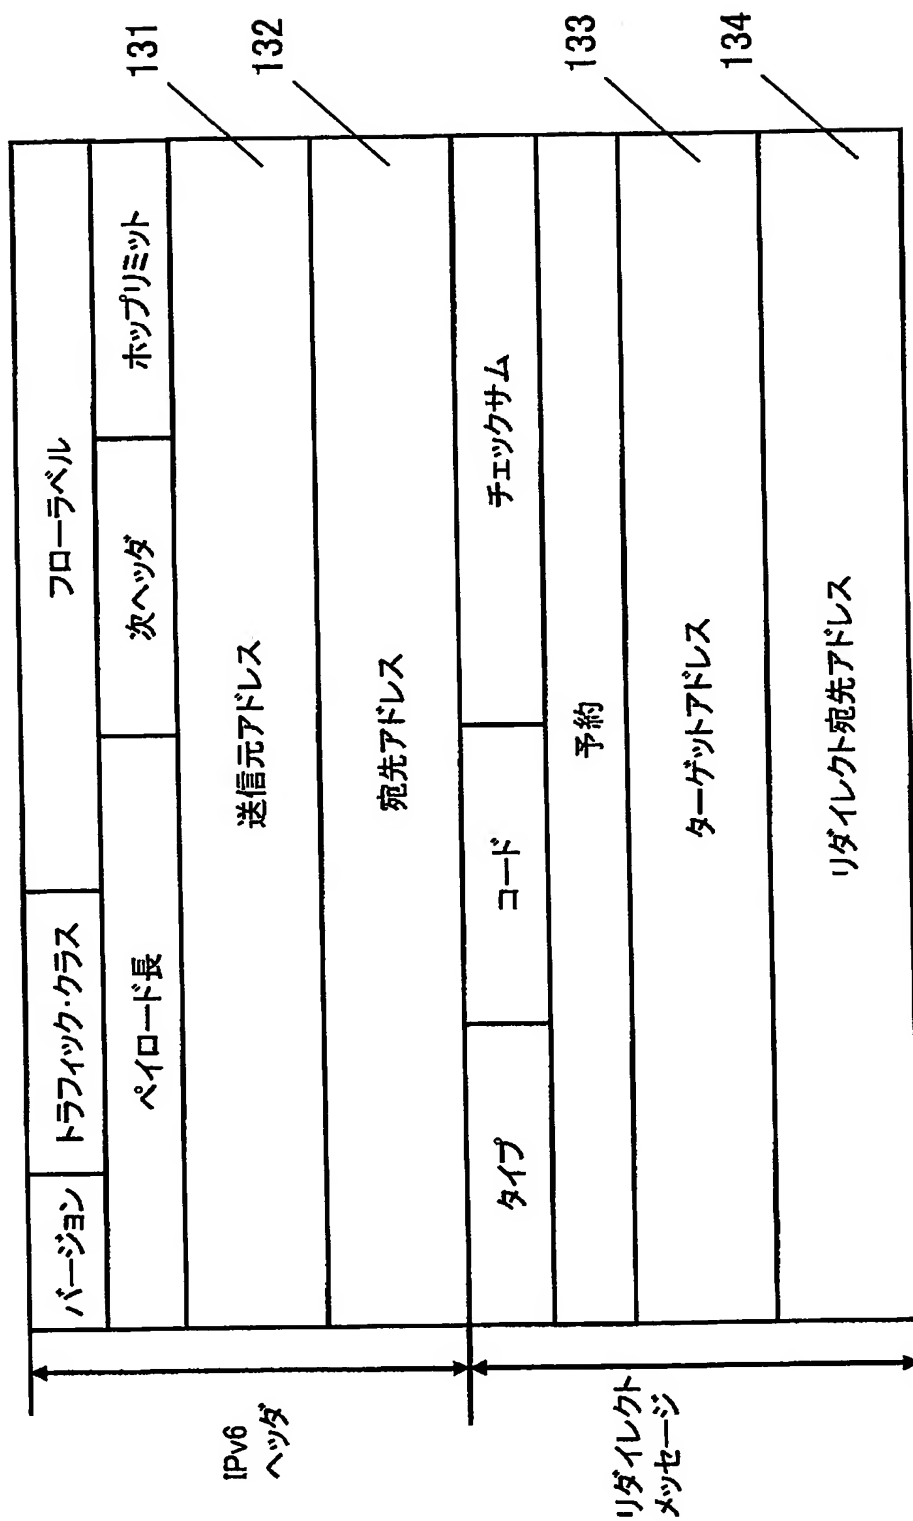 バージョン
トラフィック・クラス
フローラベル
ペイロード長
次ヘッダ
ホップリミット
送信元アドレス
131
宛先アドレス
132
IPv6
ヘッダ
タイプ
コード
チェックサム
予約
ターゲットアドレス
133
リダイレクト宛先アドレス
134
リダイレクト
メッセージ